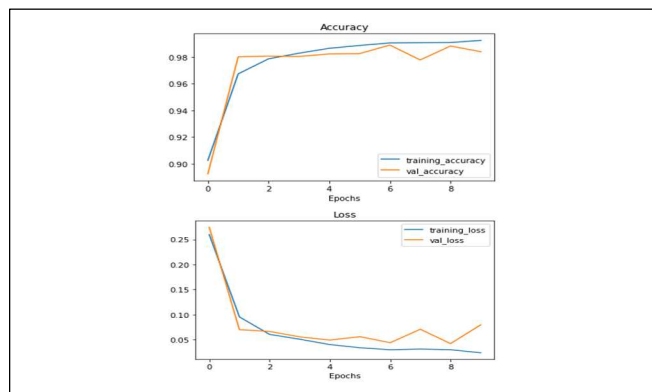 Accuracy
0.98
0.96
0.94
0.92
0.90
training_accuracy
val_accuracy
0 2 4 6 8
Epochs
Loss
training_loss
val_loss
0.25
0.20
0.15
0.10
0.05
0 2 4 6 8
Epochs